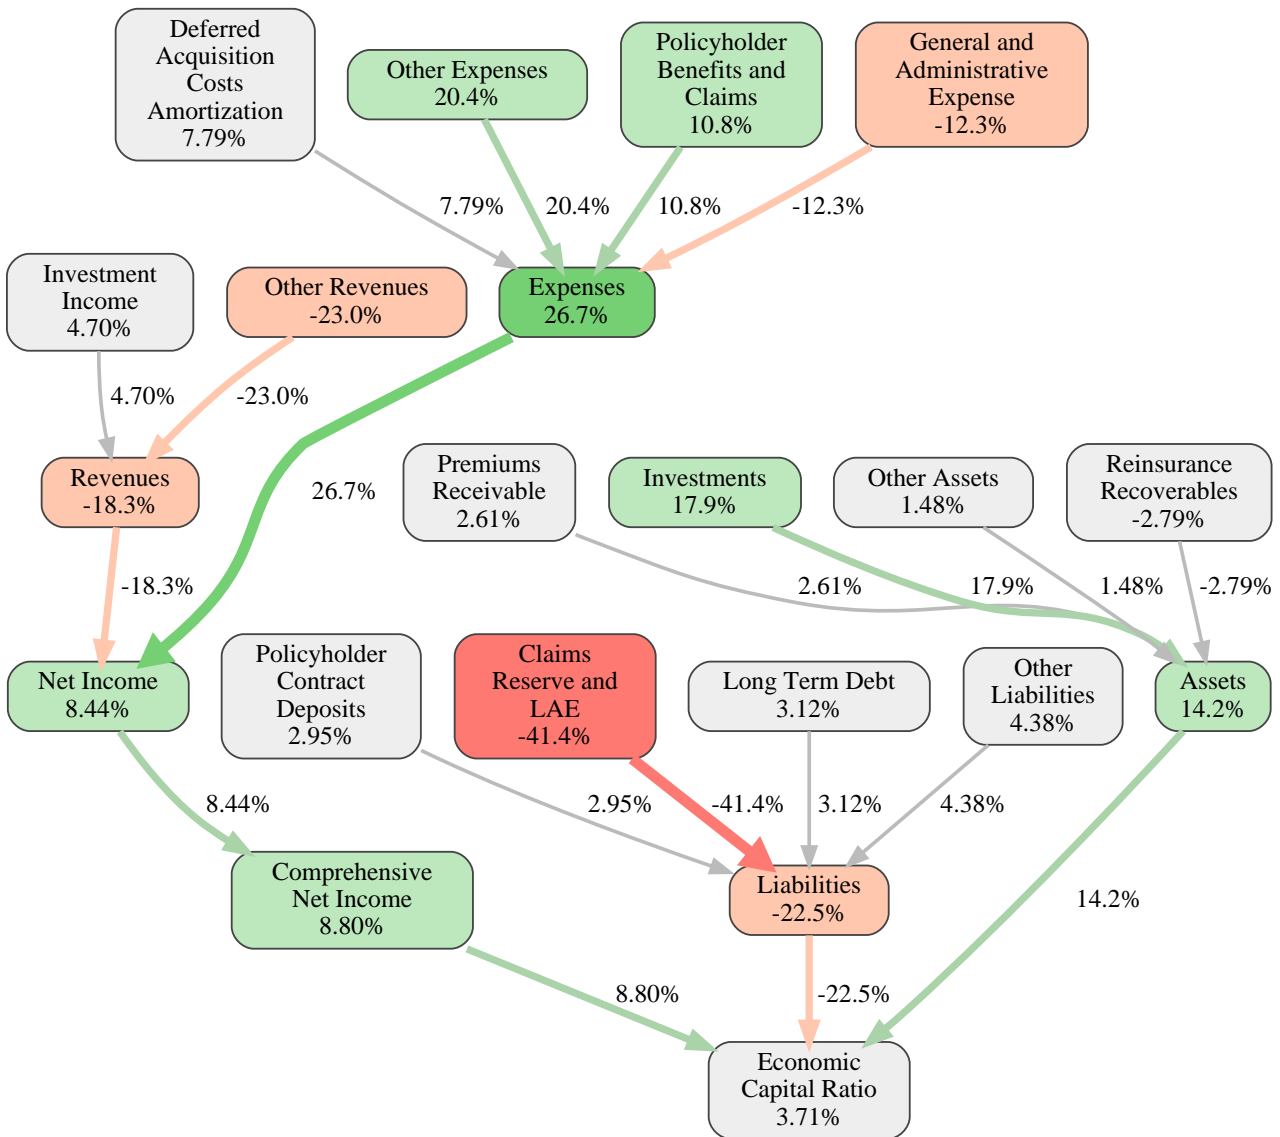 Deferred
Acquisition
Costs
Amortization
7.79%
Other Expenses
20.4%
Policyholder
Benefits and
Claims
10.8%
General and
Administrative
Expense
-12.3%
7.79%
20.4%
10.8%
-12.3%
Investment
Income
4.70%
Other Revenues
-23.0%
Expenses
26.7%
4.70%
-23.0%
26.7%
Revenues
-18.3%
Premiums
Receivable
2.61%
Investments
17.9%
Other Assets
1.48%
Reinsurance
Recoverables
-2.79%
-18.3%
2.61%
17.9%
1.48%
-2.79%
Net Income
8.44%
Policyholder
Contract
Deposits
2.95%
Claims
Reserve and
LAE
-41.4%
Long Term Debt
3.12%
Other
Liabilities
4.38%
Assets
14.2%
8.44%
2.95%
-41.4%
3.12%
4.38%
14.2%
Comprehensive
Net Income
8.80%
Liabilities
-22.5%
8.80%
-22.5%
Economic
Capital Ratio
3.71%